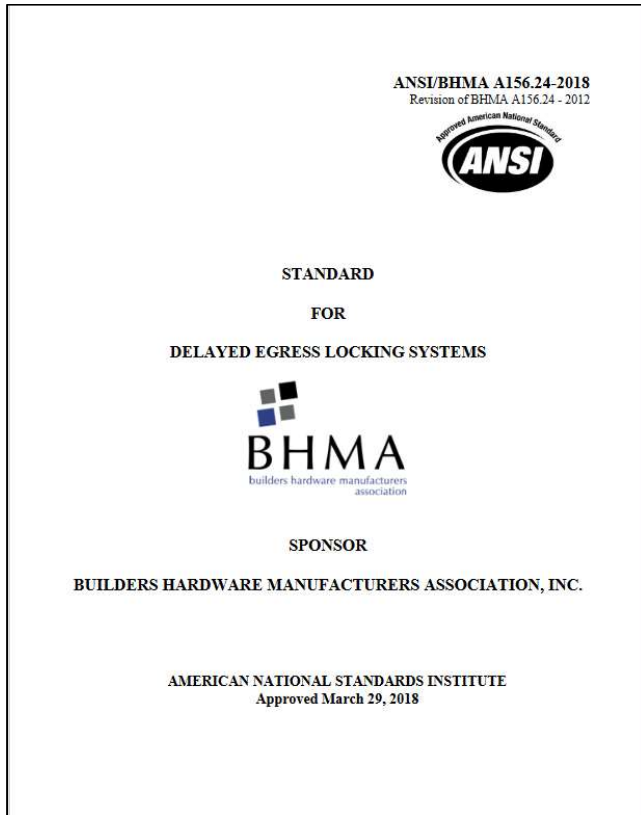 ANSI/BHMA A156.24-2018
Revision of BHMA A156.24 - 2012
Approved American National Standard
ANSI
STANDARD
FOR
DELAYED EGRESS LOCKING SYSTEMS
BHMA
builders hardware manufacturers
association
SPONSOR
BUILDERS HARDWARE MANUFACTURERS ASSOCIATION, INC.
AMERICAN NATIONAL STANDARDS INSTITUTE
Approved March 29, 2018